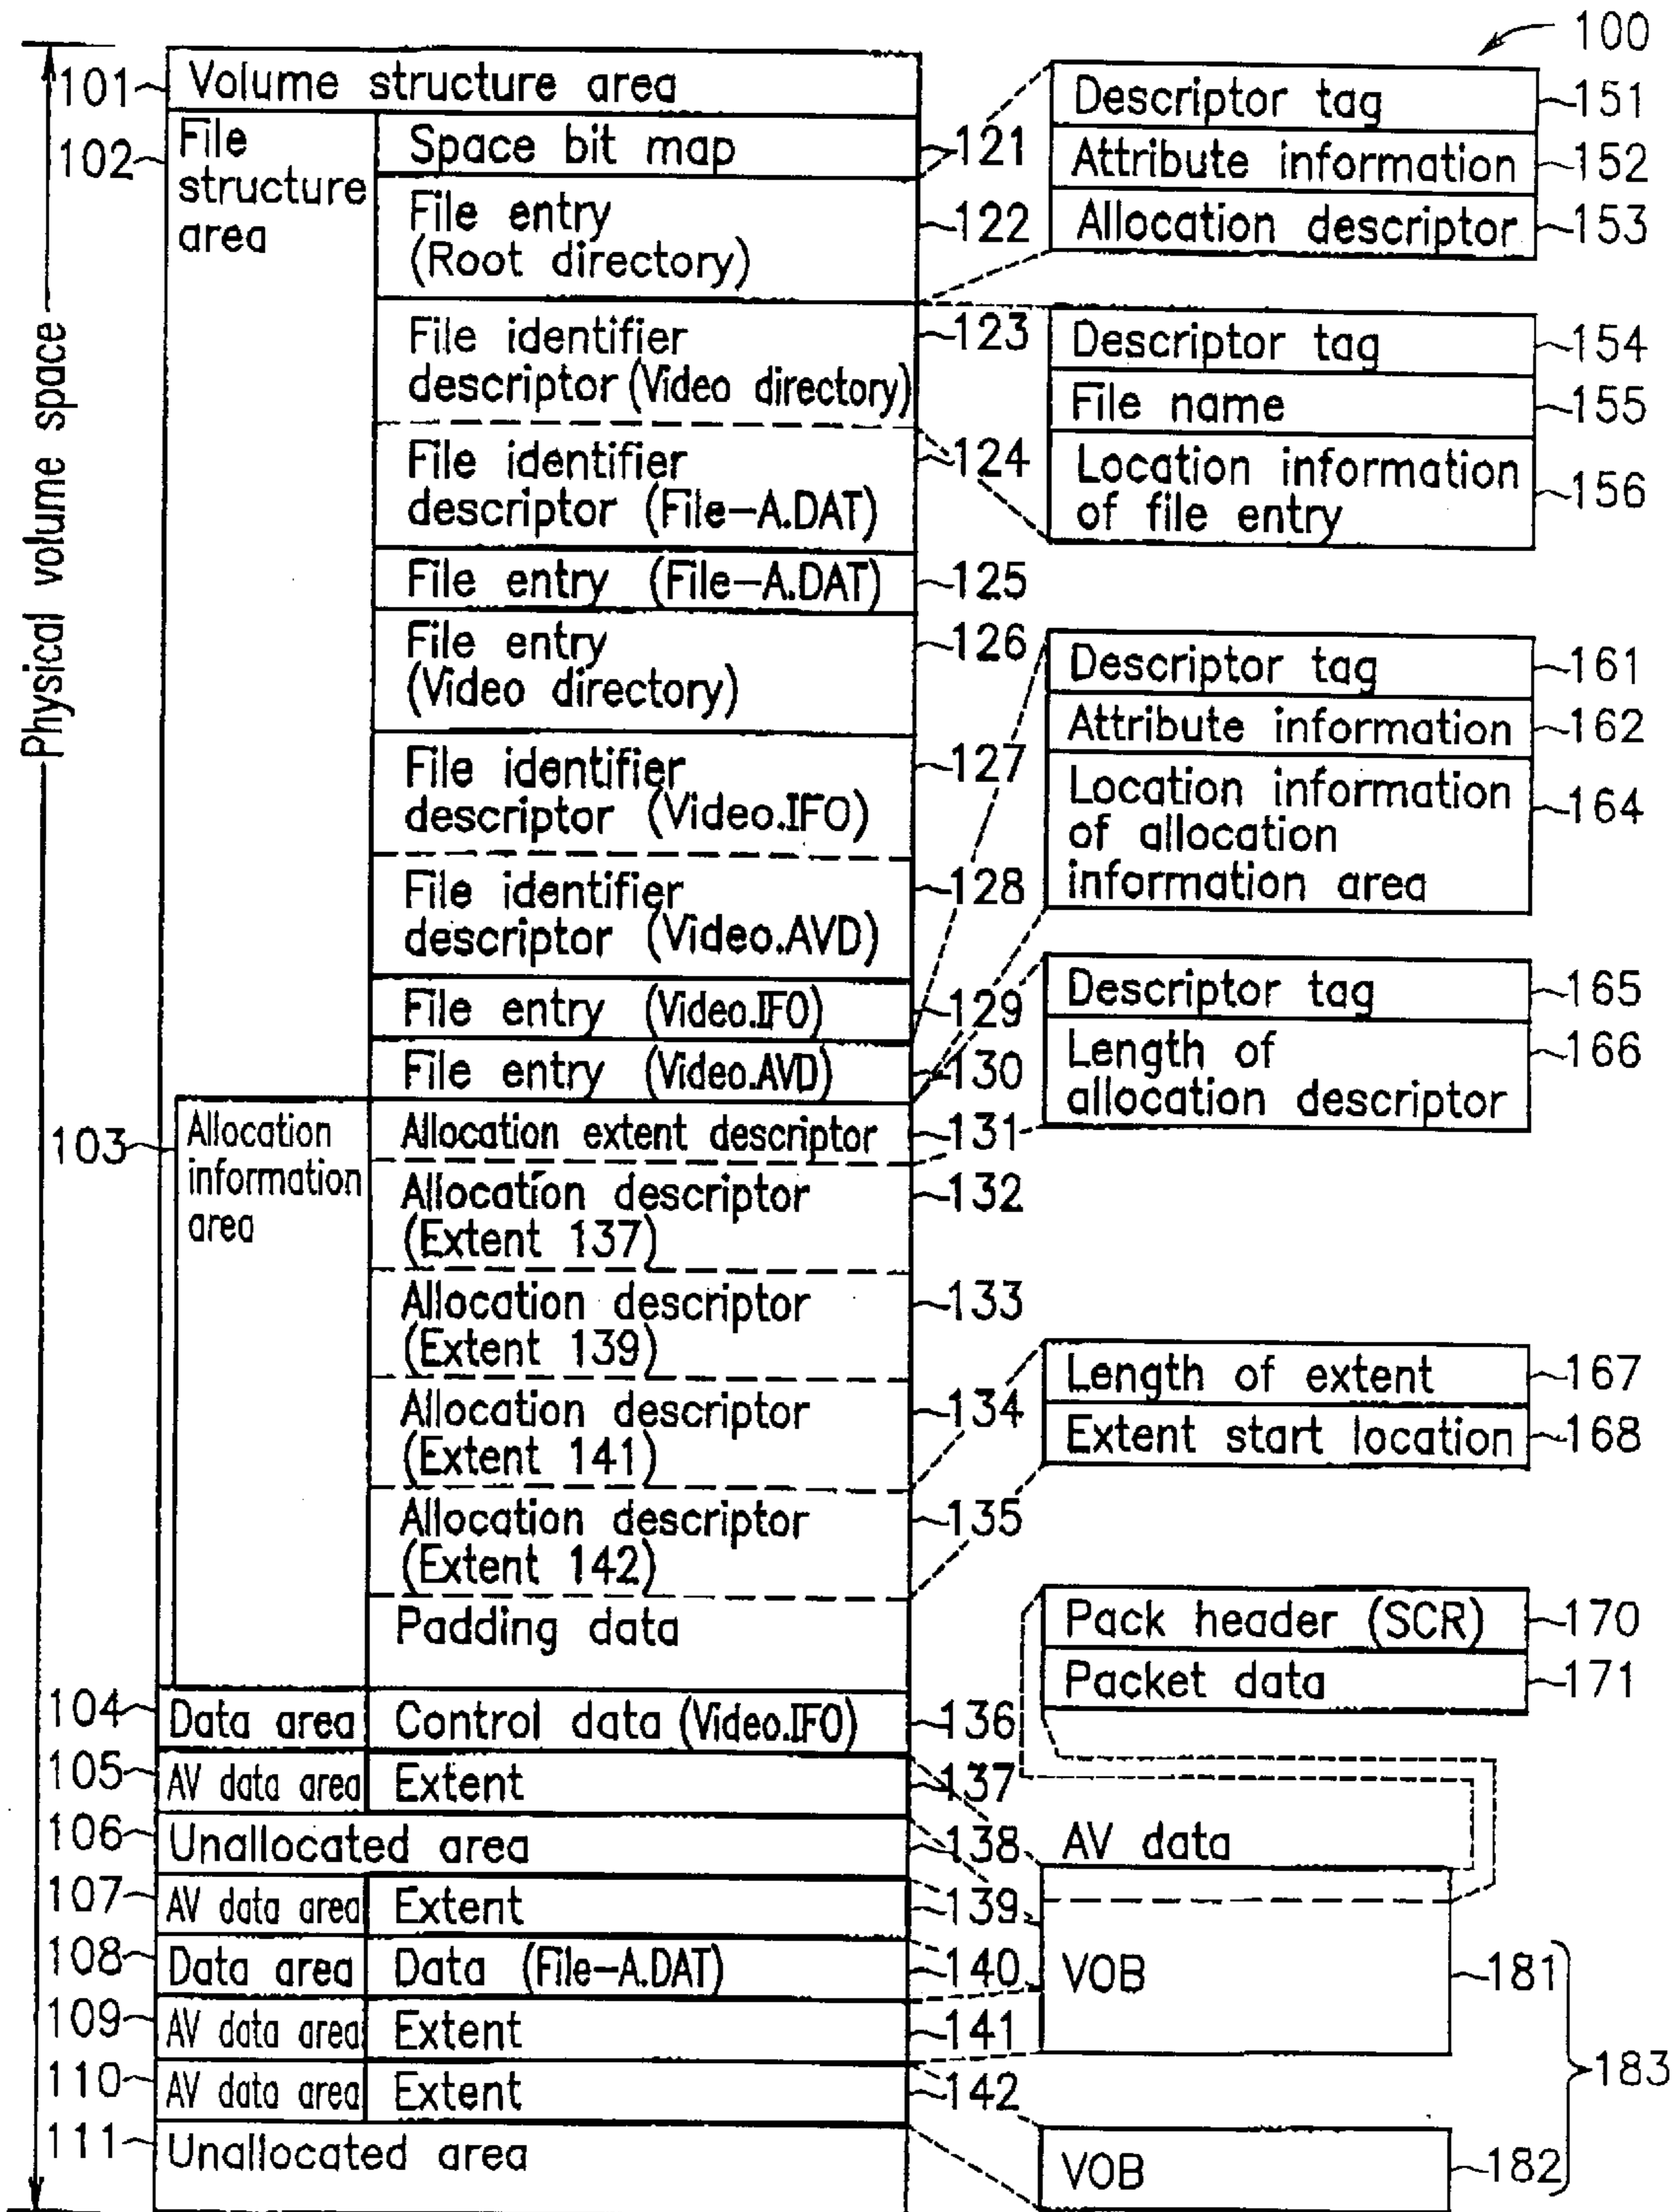 100
Physical volume space
101 Volume structure area
102 File structure area
Space bit map 121
File entry (Root directory) 122
File identifier descriptor (Video directory) 123
File identifier descriptor (File-A.DAT) 124
File entry (File-A.DAT) 125
File entry (Video directory) 126
File identifier descriptor (Video.IFO) 127
File identifier descriptor (Video.AVD) 128
File entry (Video.IFO) 129
File entry (Video.AVD) 130
103 Allocation information area
Allocation extent descriptor 131
Allocation descriptor (Extent 137) 132
Allocation descriptor (Extent 139) 133
Allocation descriptor (Extent 141) 134
Allocation descriptor (Extent 142) 135
Padding data
104 Data area Control data (Video.IFO) 136
105 AV data area Extent 137
106 Unallocated area 138
107 AV data area Extent 139
108 Data area Data (File-A.DAT) 140
109 AV data area Extent 141
110 AV data area Extent 142
111 Unallocated area
Descriptor tag 151
Attribute information 152
Allocation descriptor 153
Descriptor tag 154
File name 155
Location information of file entry 156
Descriptor tag 161
Attribute information 162
Location information of allocation information area 164
Descriptor tag 165
Length of allocation descriptor 166
Length of extent 167
Extent start location 168
Pack header (SCR) 170
Packet data 171
AV data
VOB 181
183
VOB 182